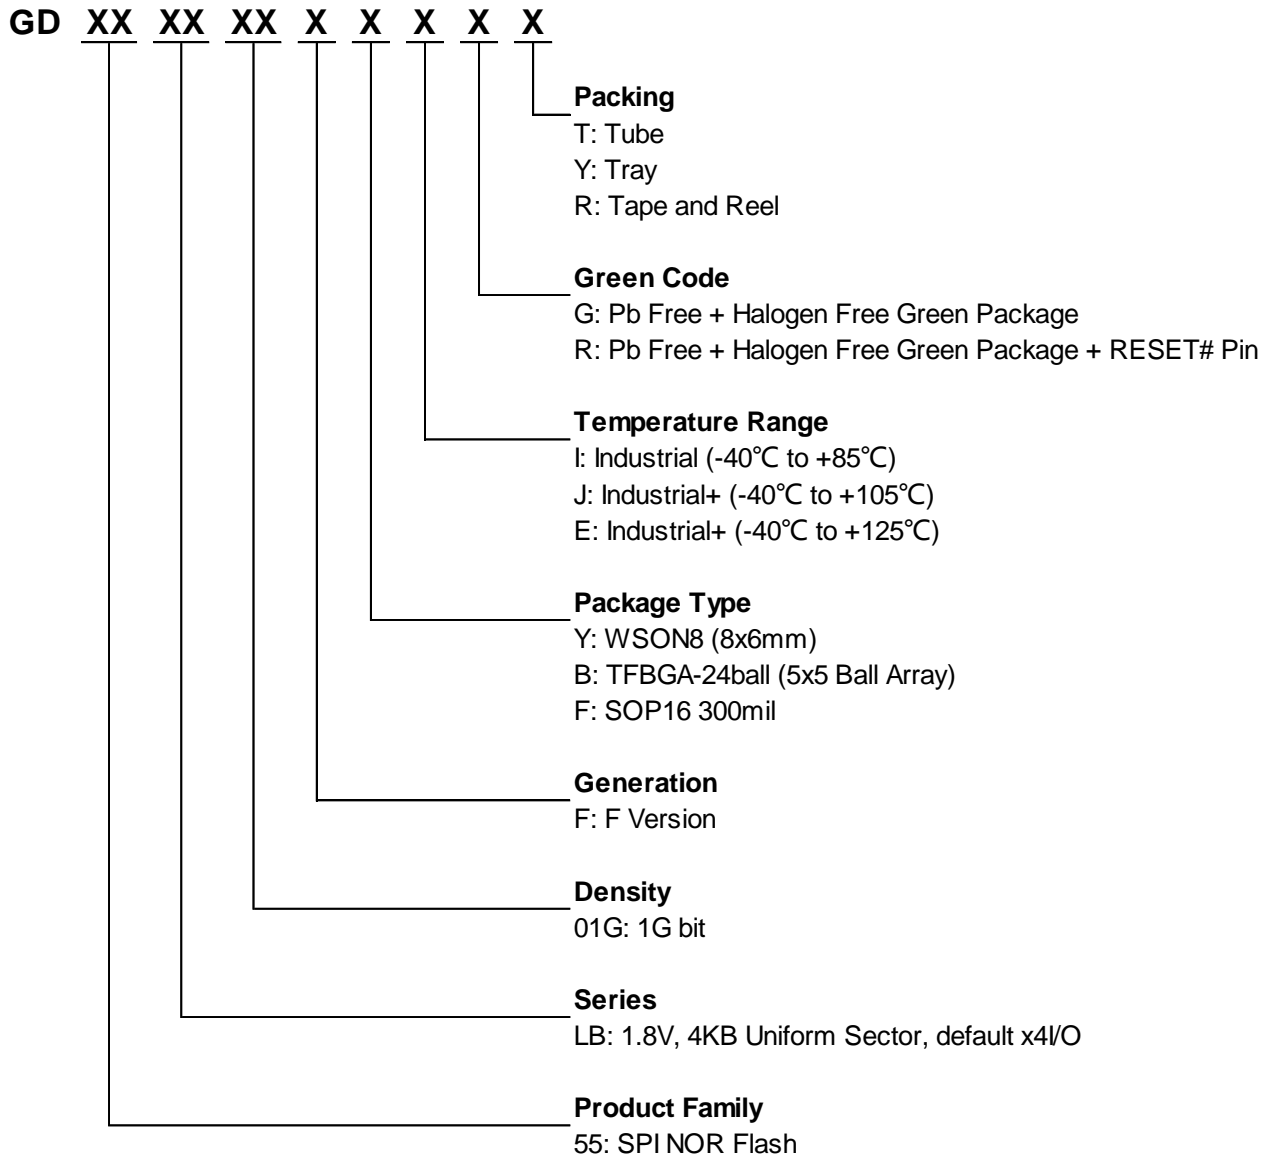 GD XX XX XX X X X X X
Packing
T: Tube
Y: Tray
R: Tape and Reel
Green Code
G: Pb Free + Halogen Free Green Package
R: Pb Free + Halogen Free Green Package + RESET# Pin
Temperature Range
I: Industrial (-40℃ to +85℃)
J: Industrial+ (-40℃ to +105℃)
E: Industrial+ (-40℃ to +125℃)
Package Type
Y: WSON8 (8x6mm)
B: TFBGA-24ball (5x5 Ball Array)
F: SOP16 300mil
Generation
F: F Version
Density
01G: 1G bit
Series
LB: 1.8V, 4KB Uniform Sector, default x4I/O
Product Family
55: SPI NOR Flash